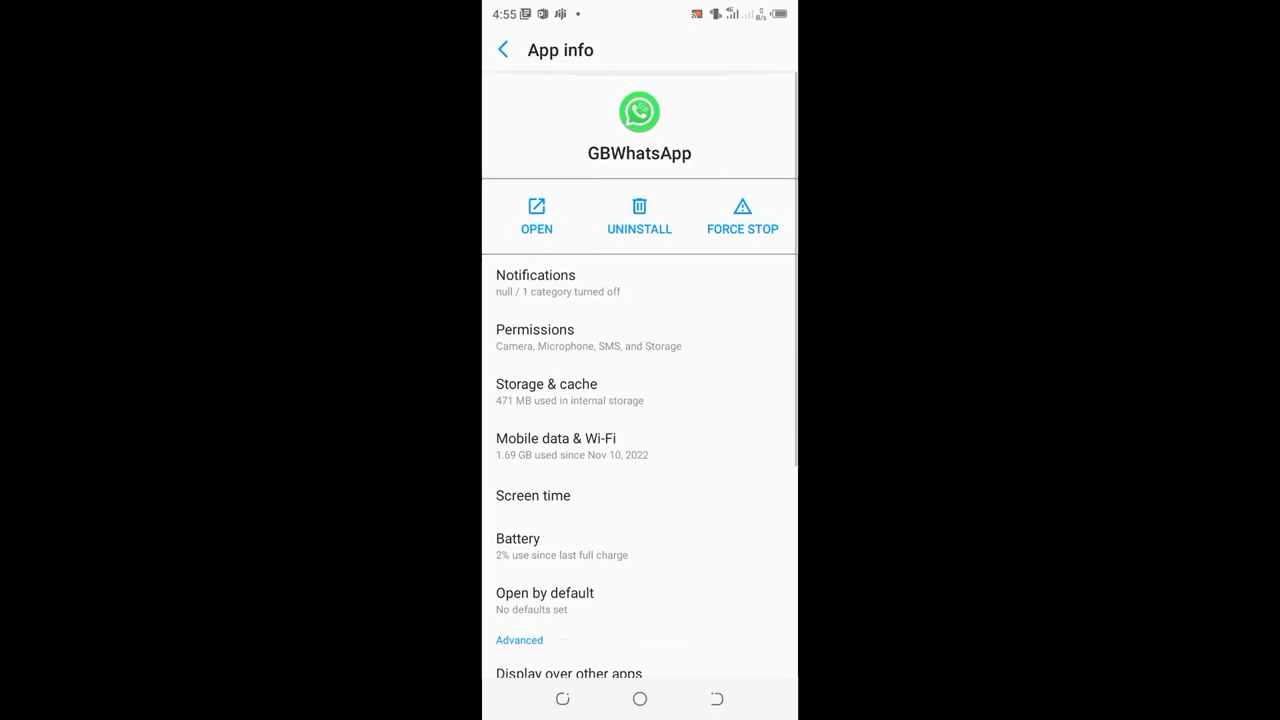 4:55
4G
0
B/s
App info
GBWhatsApp
OPEN UNINSTALL FORCE STOP
Notifications
null / 1 category turned off
Permissions
Camera, Microphone, SMS, and Storage
Storage & cache
471 MB used in internal storage
Mobile data & Wi-Fi
1.69 GB used since Nov 10, 2022
Screen time
Battery
2% use since last full charge
Open by default
No defaults set
Advanced
Display over other apps